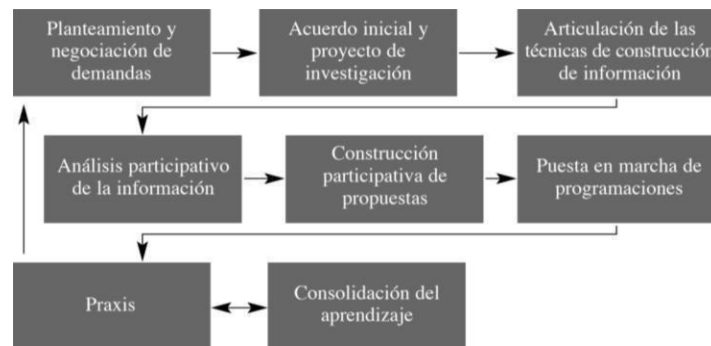 Planteamiento y
negociación de
demandas
Acuerdo inicial y
proyecto de
investigación
Articulación de las
técnicas de construcción
de información
Análisis participativo
de la información
Construcción
participativa de
propuestas
Puesta en marcha de
programaciones
Praxis
Consolidación del
aprendizaje